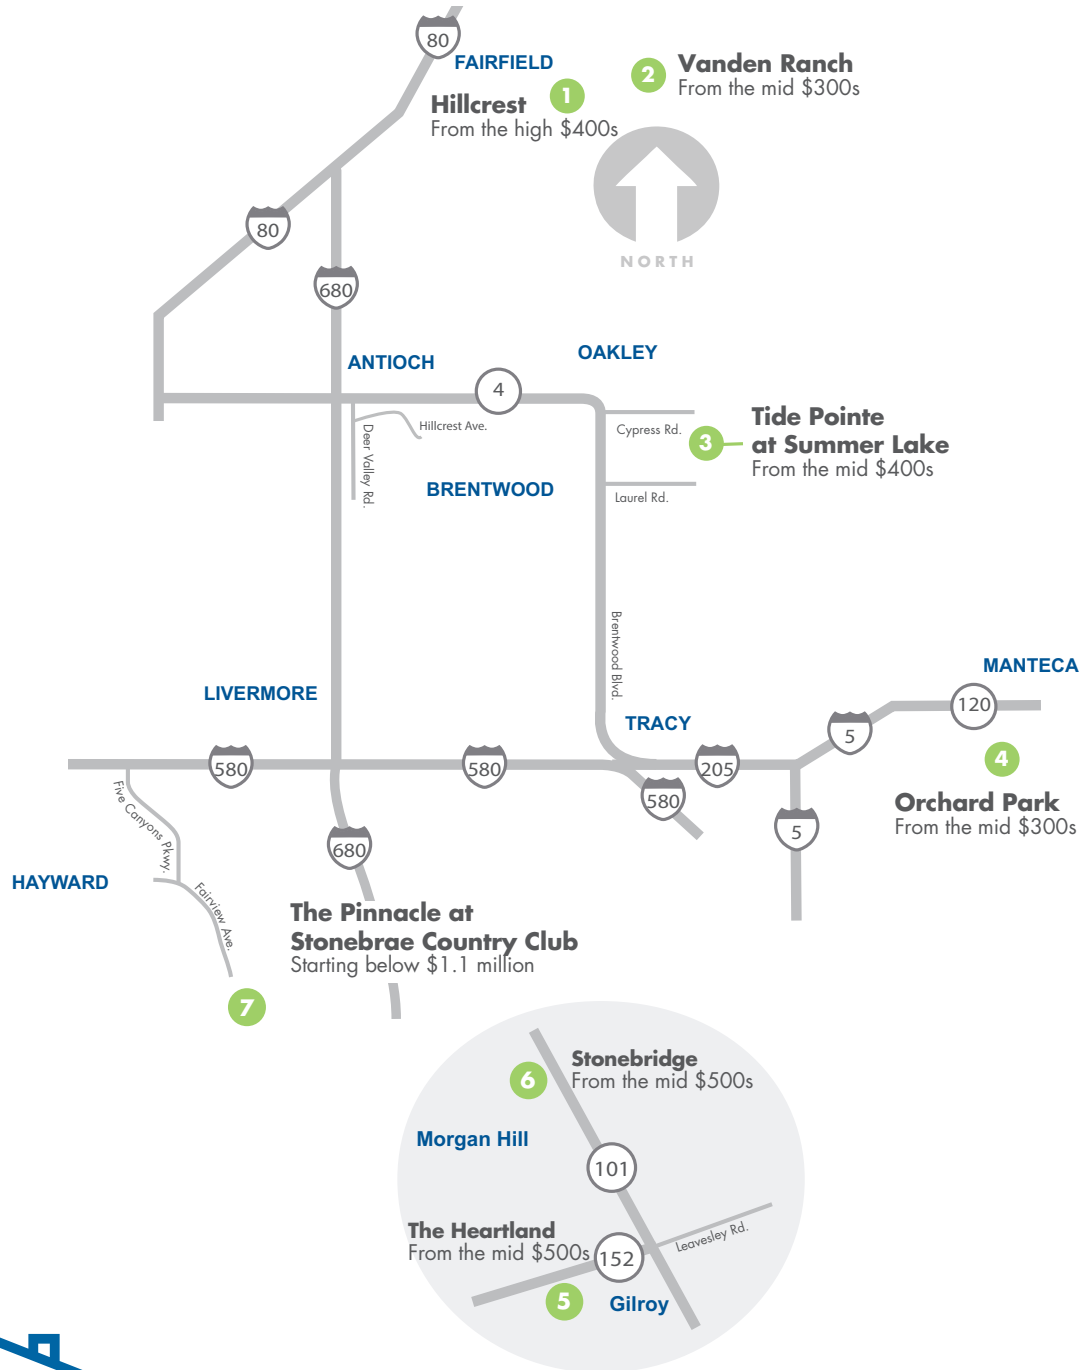 80
FAIRFIELD
1
Hillcrest
From the high $400s
2
Vanden Ranch
From the mid $300s
NORTH
80
680
ANTIOCH
OAKLEY
4
Hillcrest Ave.
Deer Valley Rd.
Cypress Rd.
3
Tide Pointe
at Summer Lake
From the mid $400s
BRENTWOOD
Laurel Rd.
Brentwood Blvd.
MANTECA
LIVERMORE
TRACY
120
5
580
580
205
580
5
4
Orchard Park
From the mid $300s
Five Canyons Pkwy.
680
HAYWARD
Fairview Ave.
The Pinnacle at
Stonebrae Country Club
Starting below $1.1 million
7
6
Stonebridge
From the mid $500s
Morgan Hill
101
The Heartland
From the mid $500s
152
Leavesley Rd.
5
Gilroy